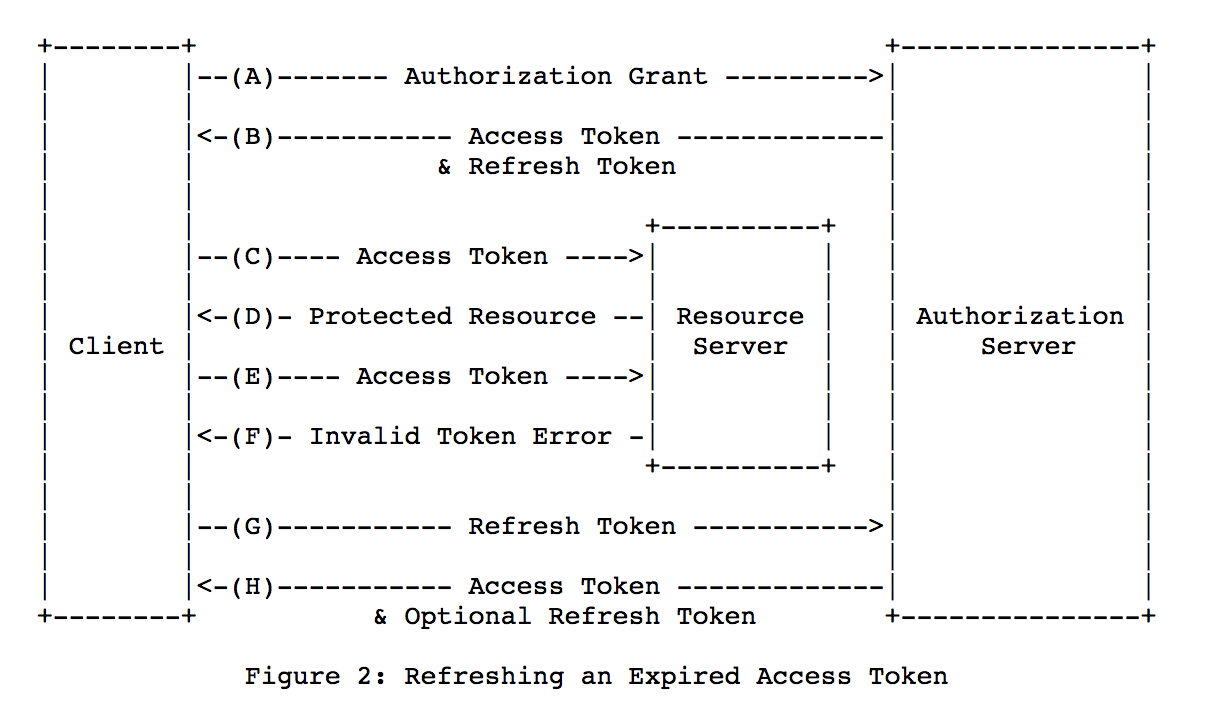 +--------+                                           +---------------+
|        |--(A)------- Authorization Grant --------->|               |
|        |                                           |               |
|        |<-(B)----------- Access Token -------------|               |
|        |               & Refresh Token             |               |
|        |                                           |               |
|        |                            +----------+   |               |
|        |--(C)---- Access Token ---->|          |   |               |
|        |                            |          |   |               |
|        |<-(D)- Protected Resource --| Resource |   | Authorization |
| Client |                            |  Server  |   |     Server    |
|        |--(E)---- Access Token ---->|          |   |               |
|        |                            |          |   |               |
|        |<-(F)- Invalid Token Error -|          |   |               |
|        |                            +----------+   |               |
|        |                                           |               |
|        |--(G)----------- Refresh Token ----------->|               |
|        |                                           |               |
|        |<-(H)----------- Access Token -------------|               |
+--------+           & Optional Refresh Token        +---------------+
Figure 2: Refreshing an Expired Access Token